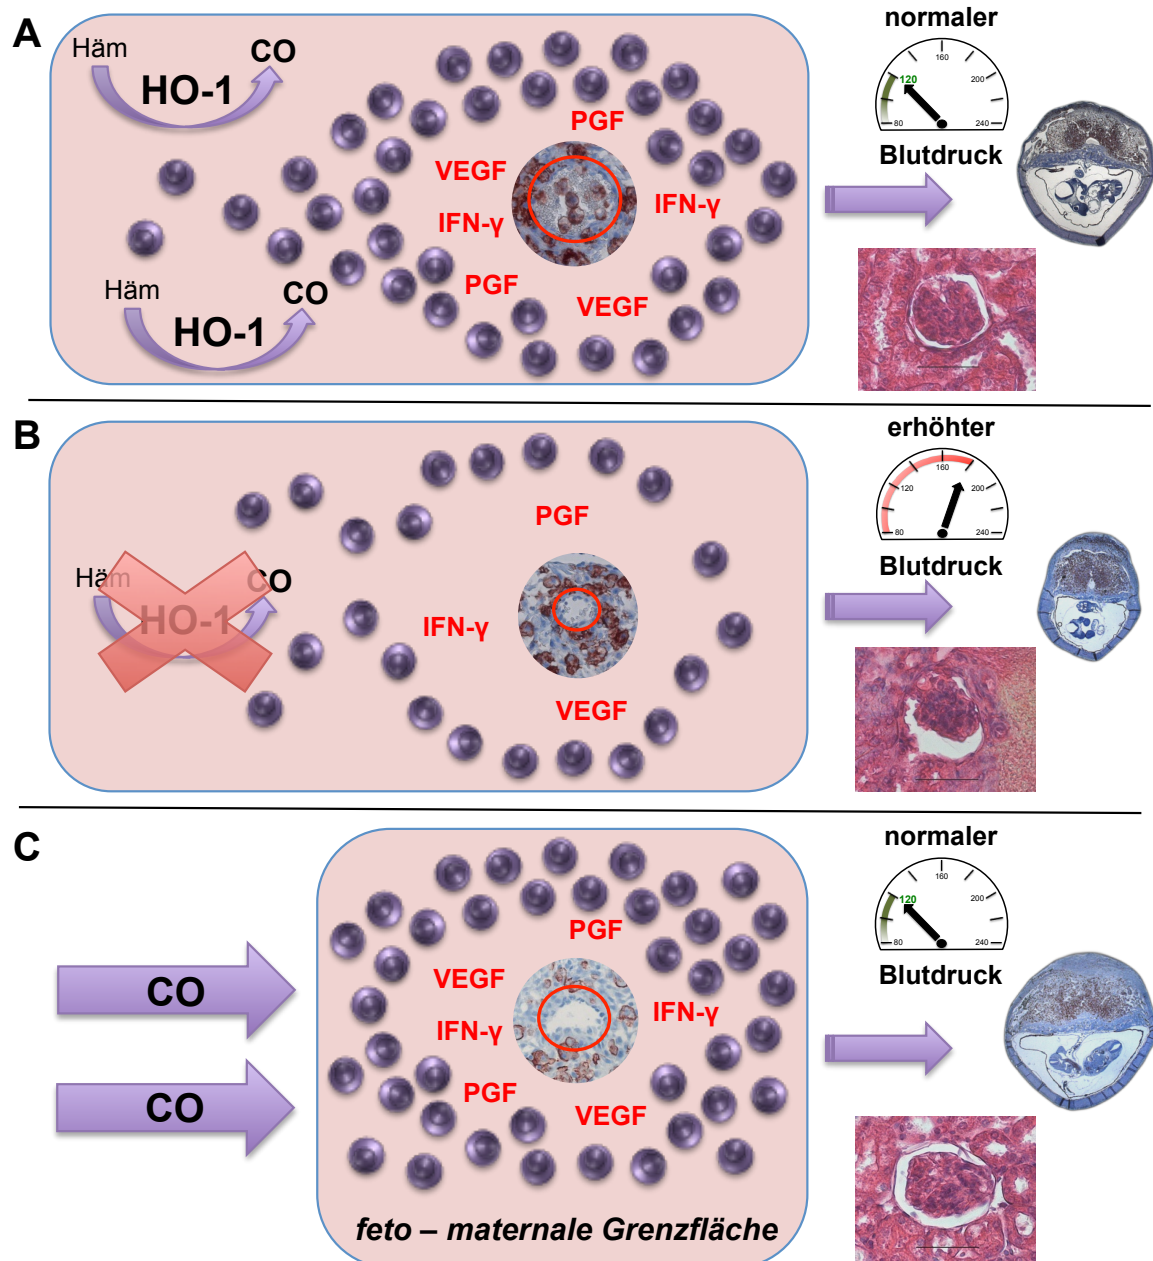 A
Häm
CO
HO-1
Häm
CO
HO-1
PGF
VEGF
IFN-γ
IFN-γ
PGF
VEGF
normaler
160
120
200
80
240
Blutdruck
B
Häm
CO
HO-1
PGF
IFN-γ
VEGF
erhöhter
160
120
200
80
240
Blutdruck
C
CO
CO
PGF
VEGF
IFN-γ
IFN-γ
PGF
VEGF
feto – maternale Grenzfläche
normaler
160
120
200
80
240
Blutdruck